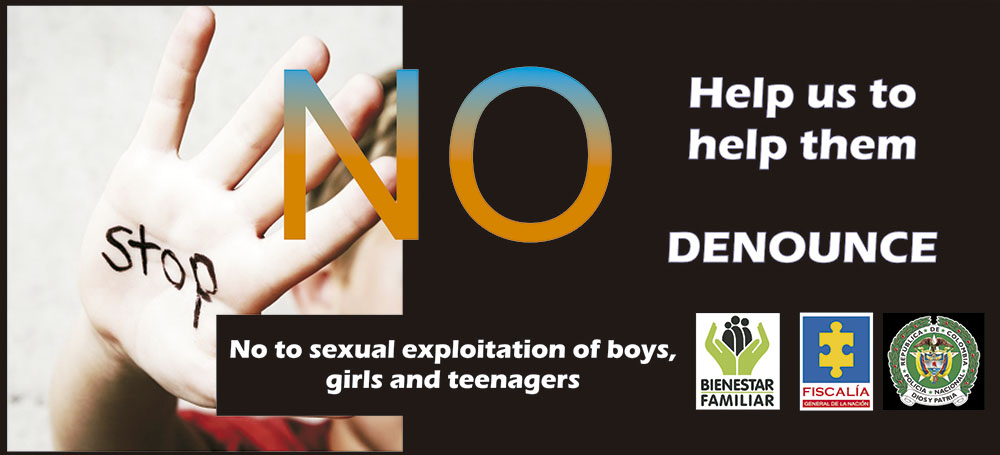 stop
NO
No to sexual exploitation of boys,
girls and teenagers
Help us to
help them
DENOUNCE
BIENESTAR
FAMILIAR
FISCALÍA
GENERAL DE LA NACIÓN
REPÚBLICA DE COLOMBIA
POLICIA NACIONAL
DIOS Y PATRIA